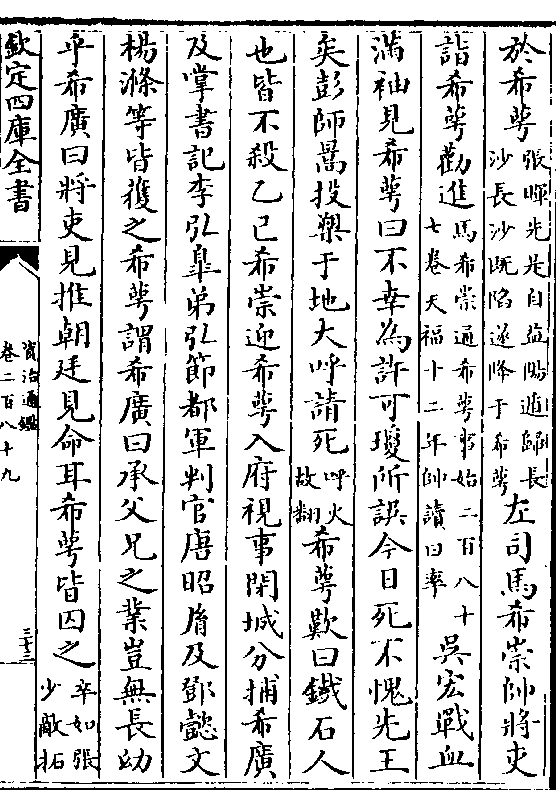 於希萼張暉先是自益陽遁歸長沙長沙既陷遂降于希萼左司馬希崇帥將吏
詣希萼勸進馬希崇通希萼事始二百八十七卷天福十二年帥讀曰率吳宏戰血
滿袖見希萼曰不幸為許可瓊所誤今日死不愧先王
矣彭師暠投槊于地大呼請死呼火故翻希萼歎曰鐵石人
也皆不殺乙巳希崇迎希萼入府視事閉城分捕希廣
及掌書記李弘臯弟弘節都軍判官唐昭胤及鄧懿文
楊滌等皆獲之希萼謂希廣曰承父兄之業豈無長幼
乎希廣曰將吏見推朝廷見命耳希萼皆囚之卒如張少敵拓
欽定四庫全書
資治通鑑
卷二百八十九
三十三